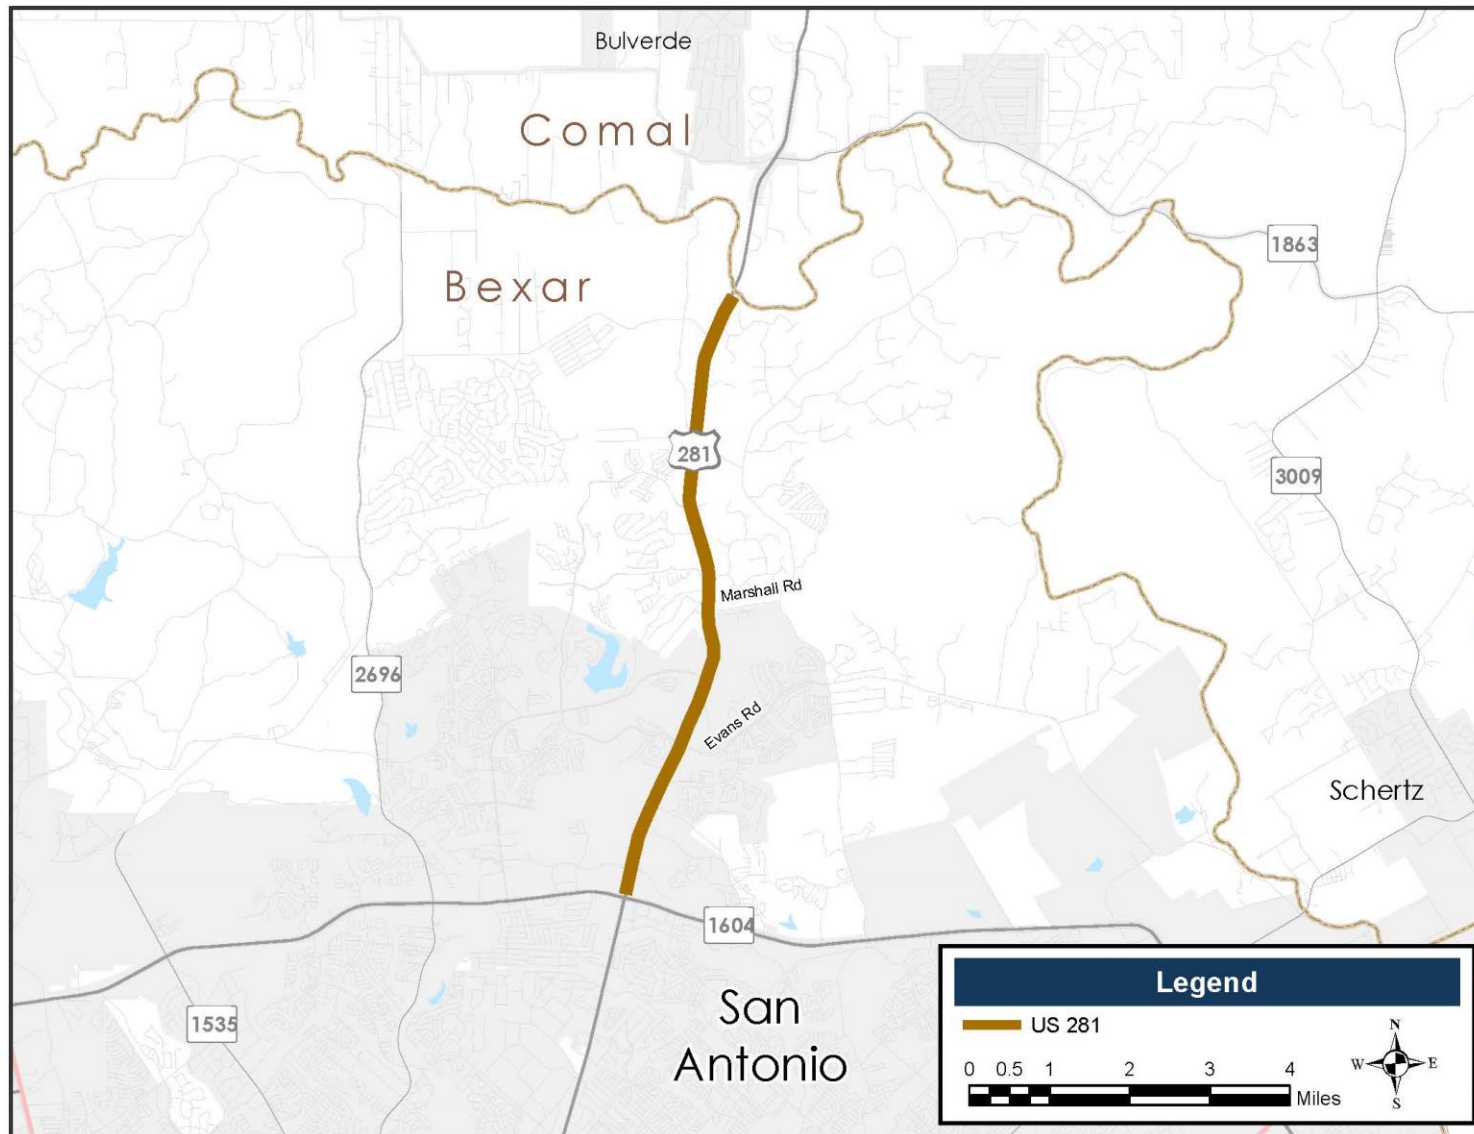 Bulverde
Comal
1863
Bexar
281
3009
Marshall Rd
2696
Evans Rd
Schertz
1604
San
Antonio
1535
Legend
US 281
0 0.5 1 2 3 4
Miles
N
W E
S